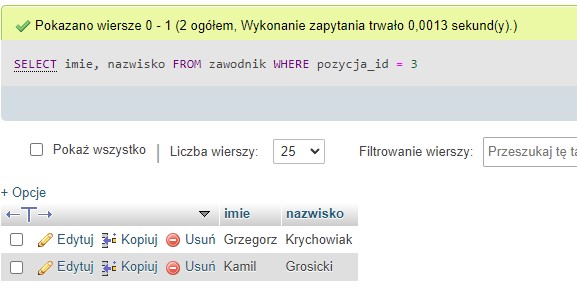 Pokazano wiersze 0 - 1 (2 ogółem, Wykonanie zapytania trwało 0,0013 sekund(y).)
SELECT imie, nazwisko FROM zawodnik WHERE pozycja_id = 3
Pokaż wszystko | Liczba wierszy: 25 Filtrowanie wierszy: Przeszukaj tę
+ Opcje
imie nazwisko
Edytuj Kopiuj Usuń Grzegorz Krychowiak
Edytuj Kopiuj Usuń Kamil Grosicki